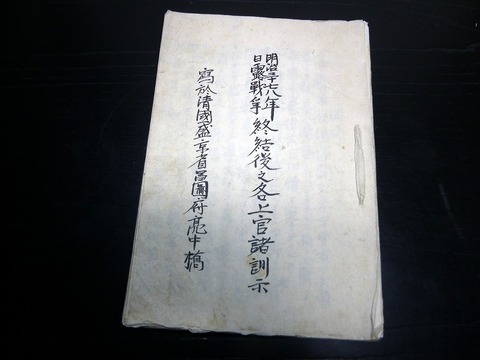 明治三十八年
日露戰争
終結後之各上官諸訓示
寫於清國盛京省昌圖府亮中橋